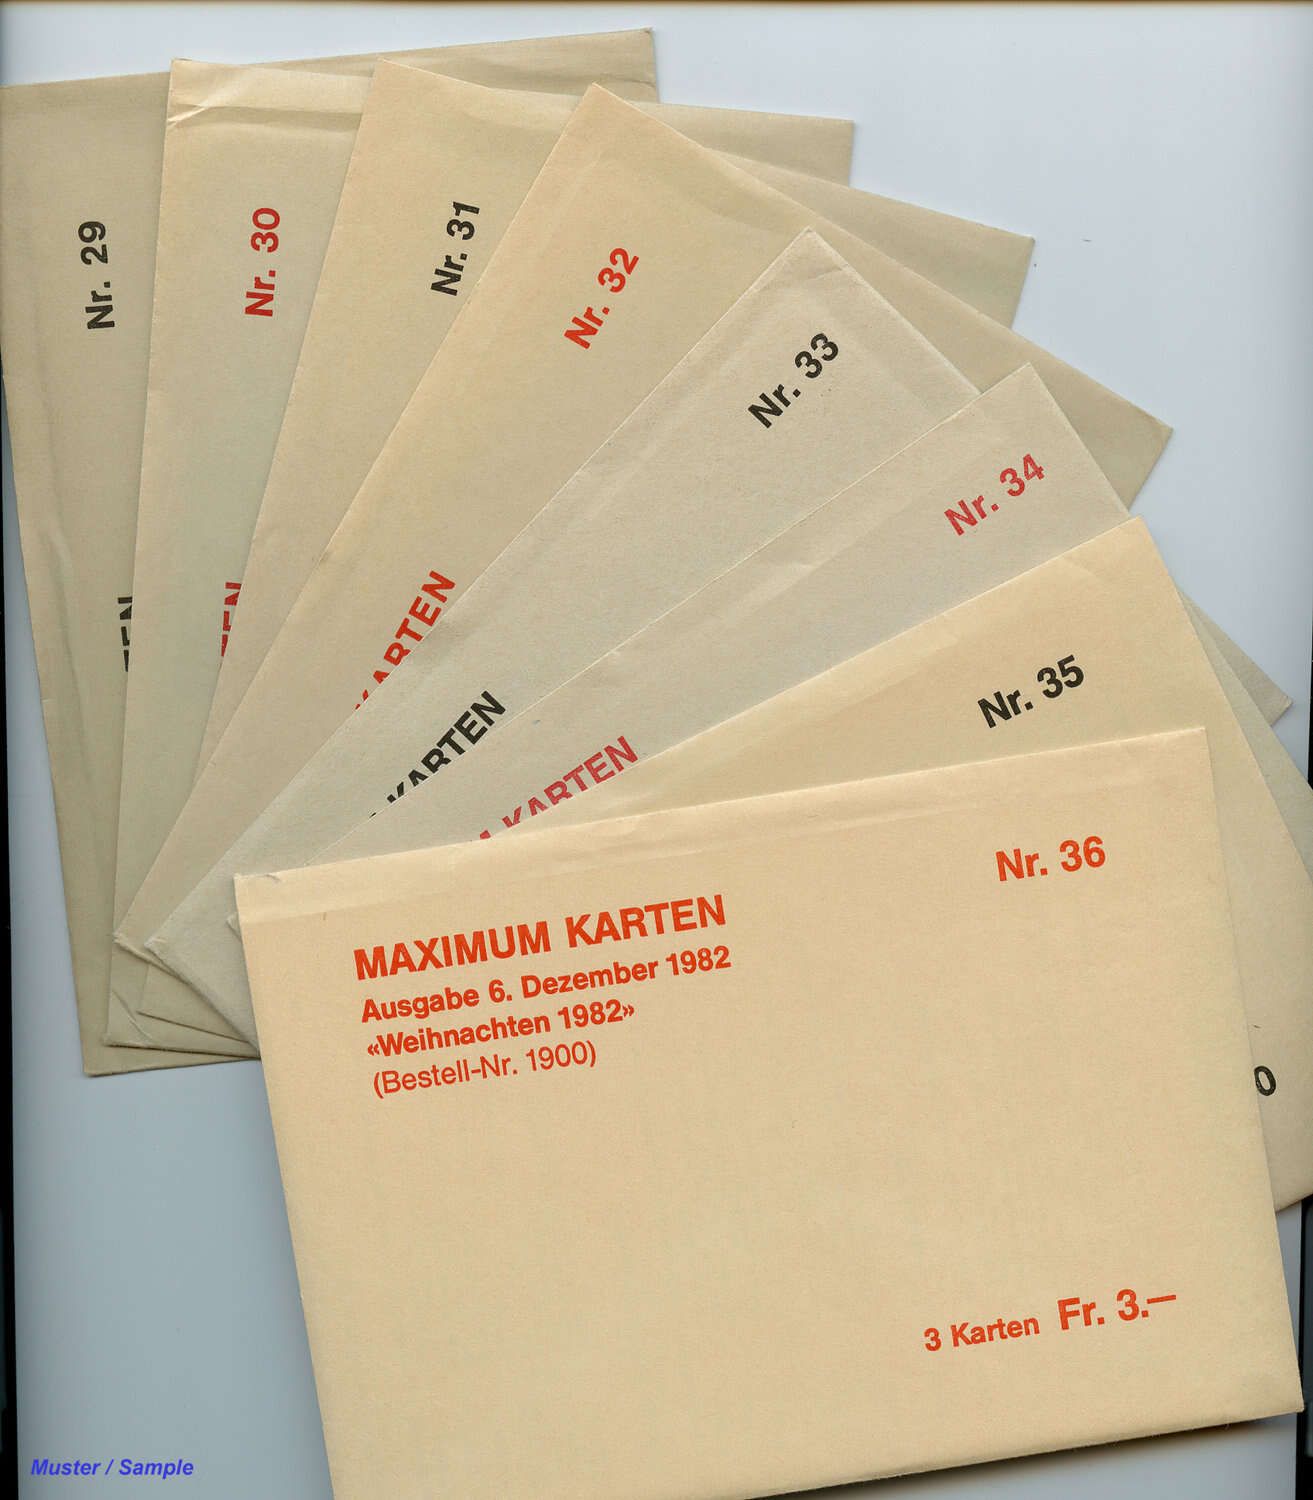 Nr. 29
Nr. 30
Nr. 31
Nr. 32
KARTEN
Nr. 33
KARTEN
Nr. 34
KARTEN
Nr. 35
Nr. 36
MAXIMUM KARTEN
Ausgabe 6. Dezember 1982
«Weihnachten 1982»
(Bestell-Nr. 1900)
3 Karten Fr. 3.—
Muster / Sample